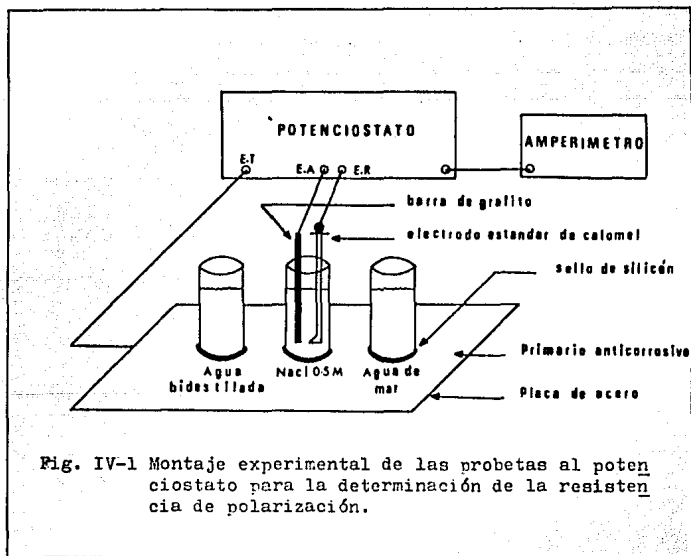 POTENCIOSTATO
AMPERIMETRO
E.T
E.A
E.R
barra de grafito
electrodo estandar de calomel
sello de silicón
Primario anticorrosivo
Placa de acero
Agua
bidestilada
Nacl 0.5M
Agua de
mar
Fig. IV-1 Montaje experimental de las probetas al poten
ciostato para la determinación de la resisten
cia de polarización.